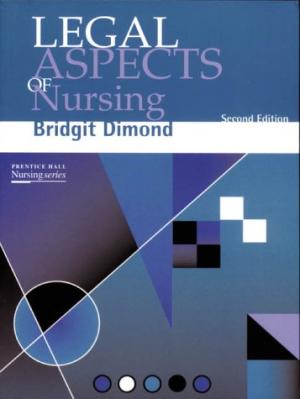 LEGAL
ASPECTS
OF
Nursing
Second Edition
Bridgit Dimond
PRENTICE HALL
Nursing series